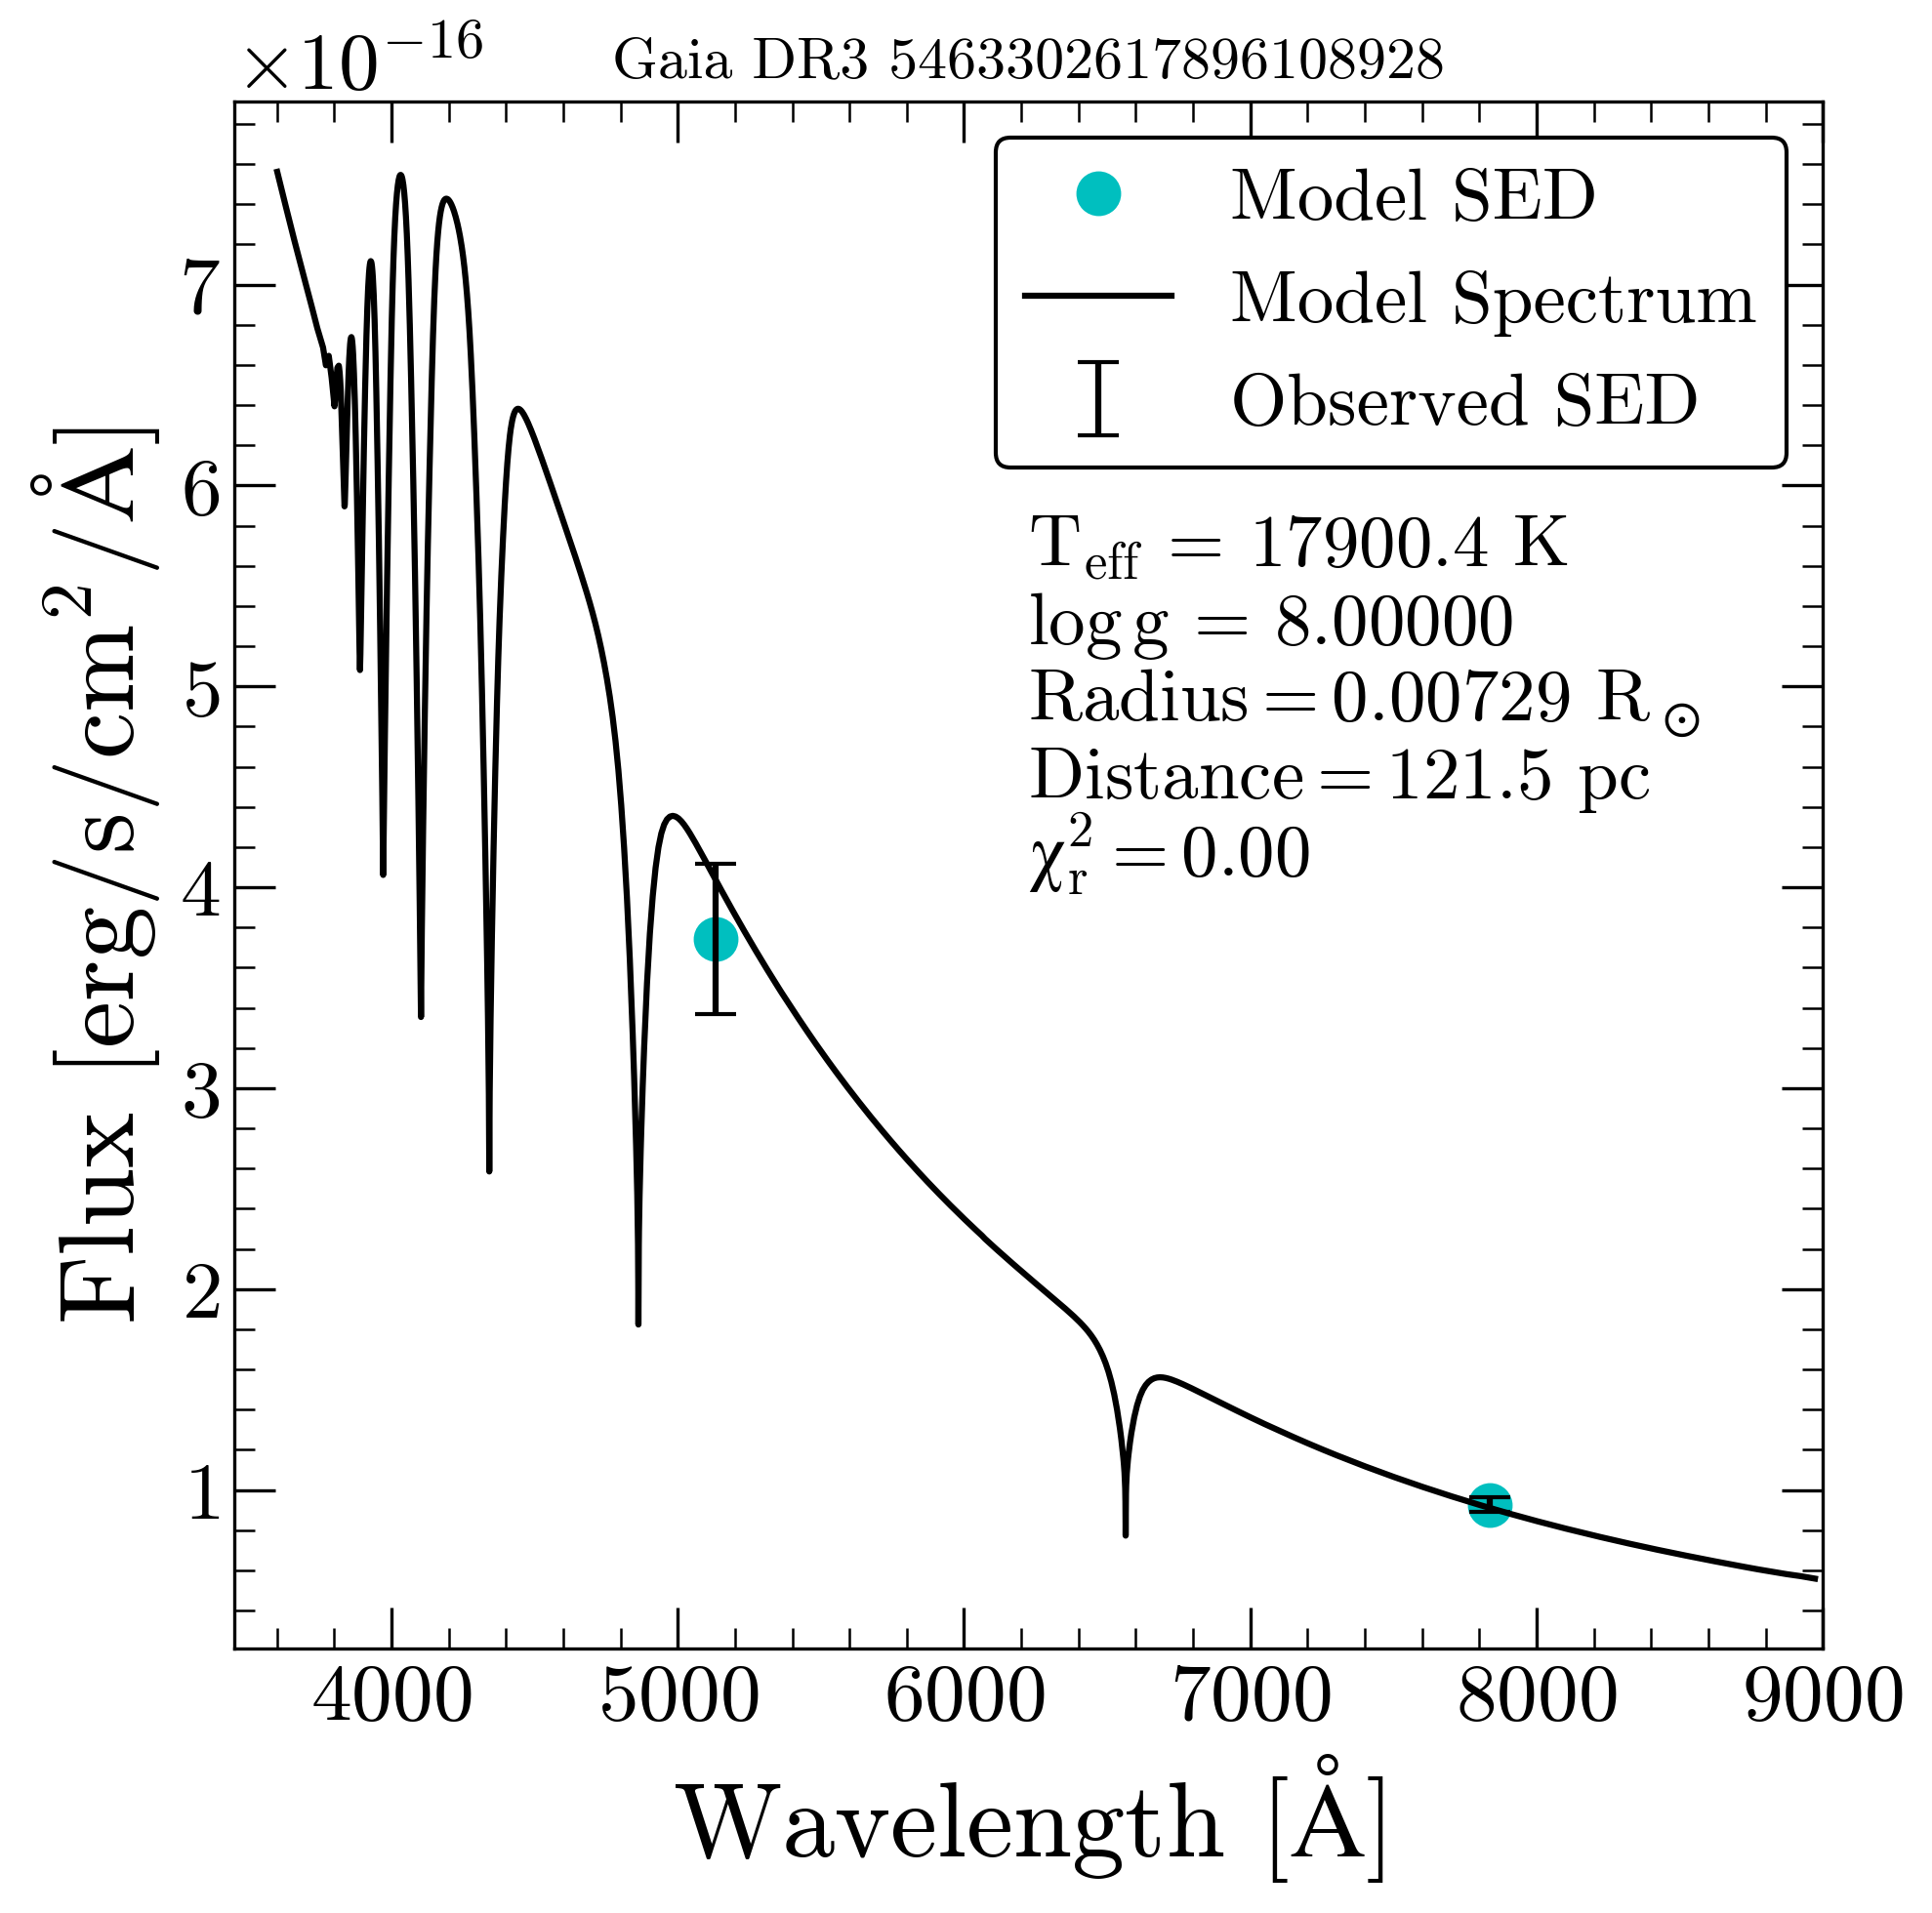 ×10⁻¹⁶
Gaia DR3 5463302617896108928
Model SED
Model Spectrum
Observed SED
T_eff = 17900.4 K
log g = 8.00000
Radius = 0.00729 R_⊙
Distance = 121.5 pc
χ²_r = 0.00
7
6
5
4
3
2
1
Flux [erg/s/cm²/Å]
4000 5000 6000 7000 8000 9000
Wavelength [Å]